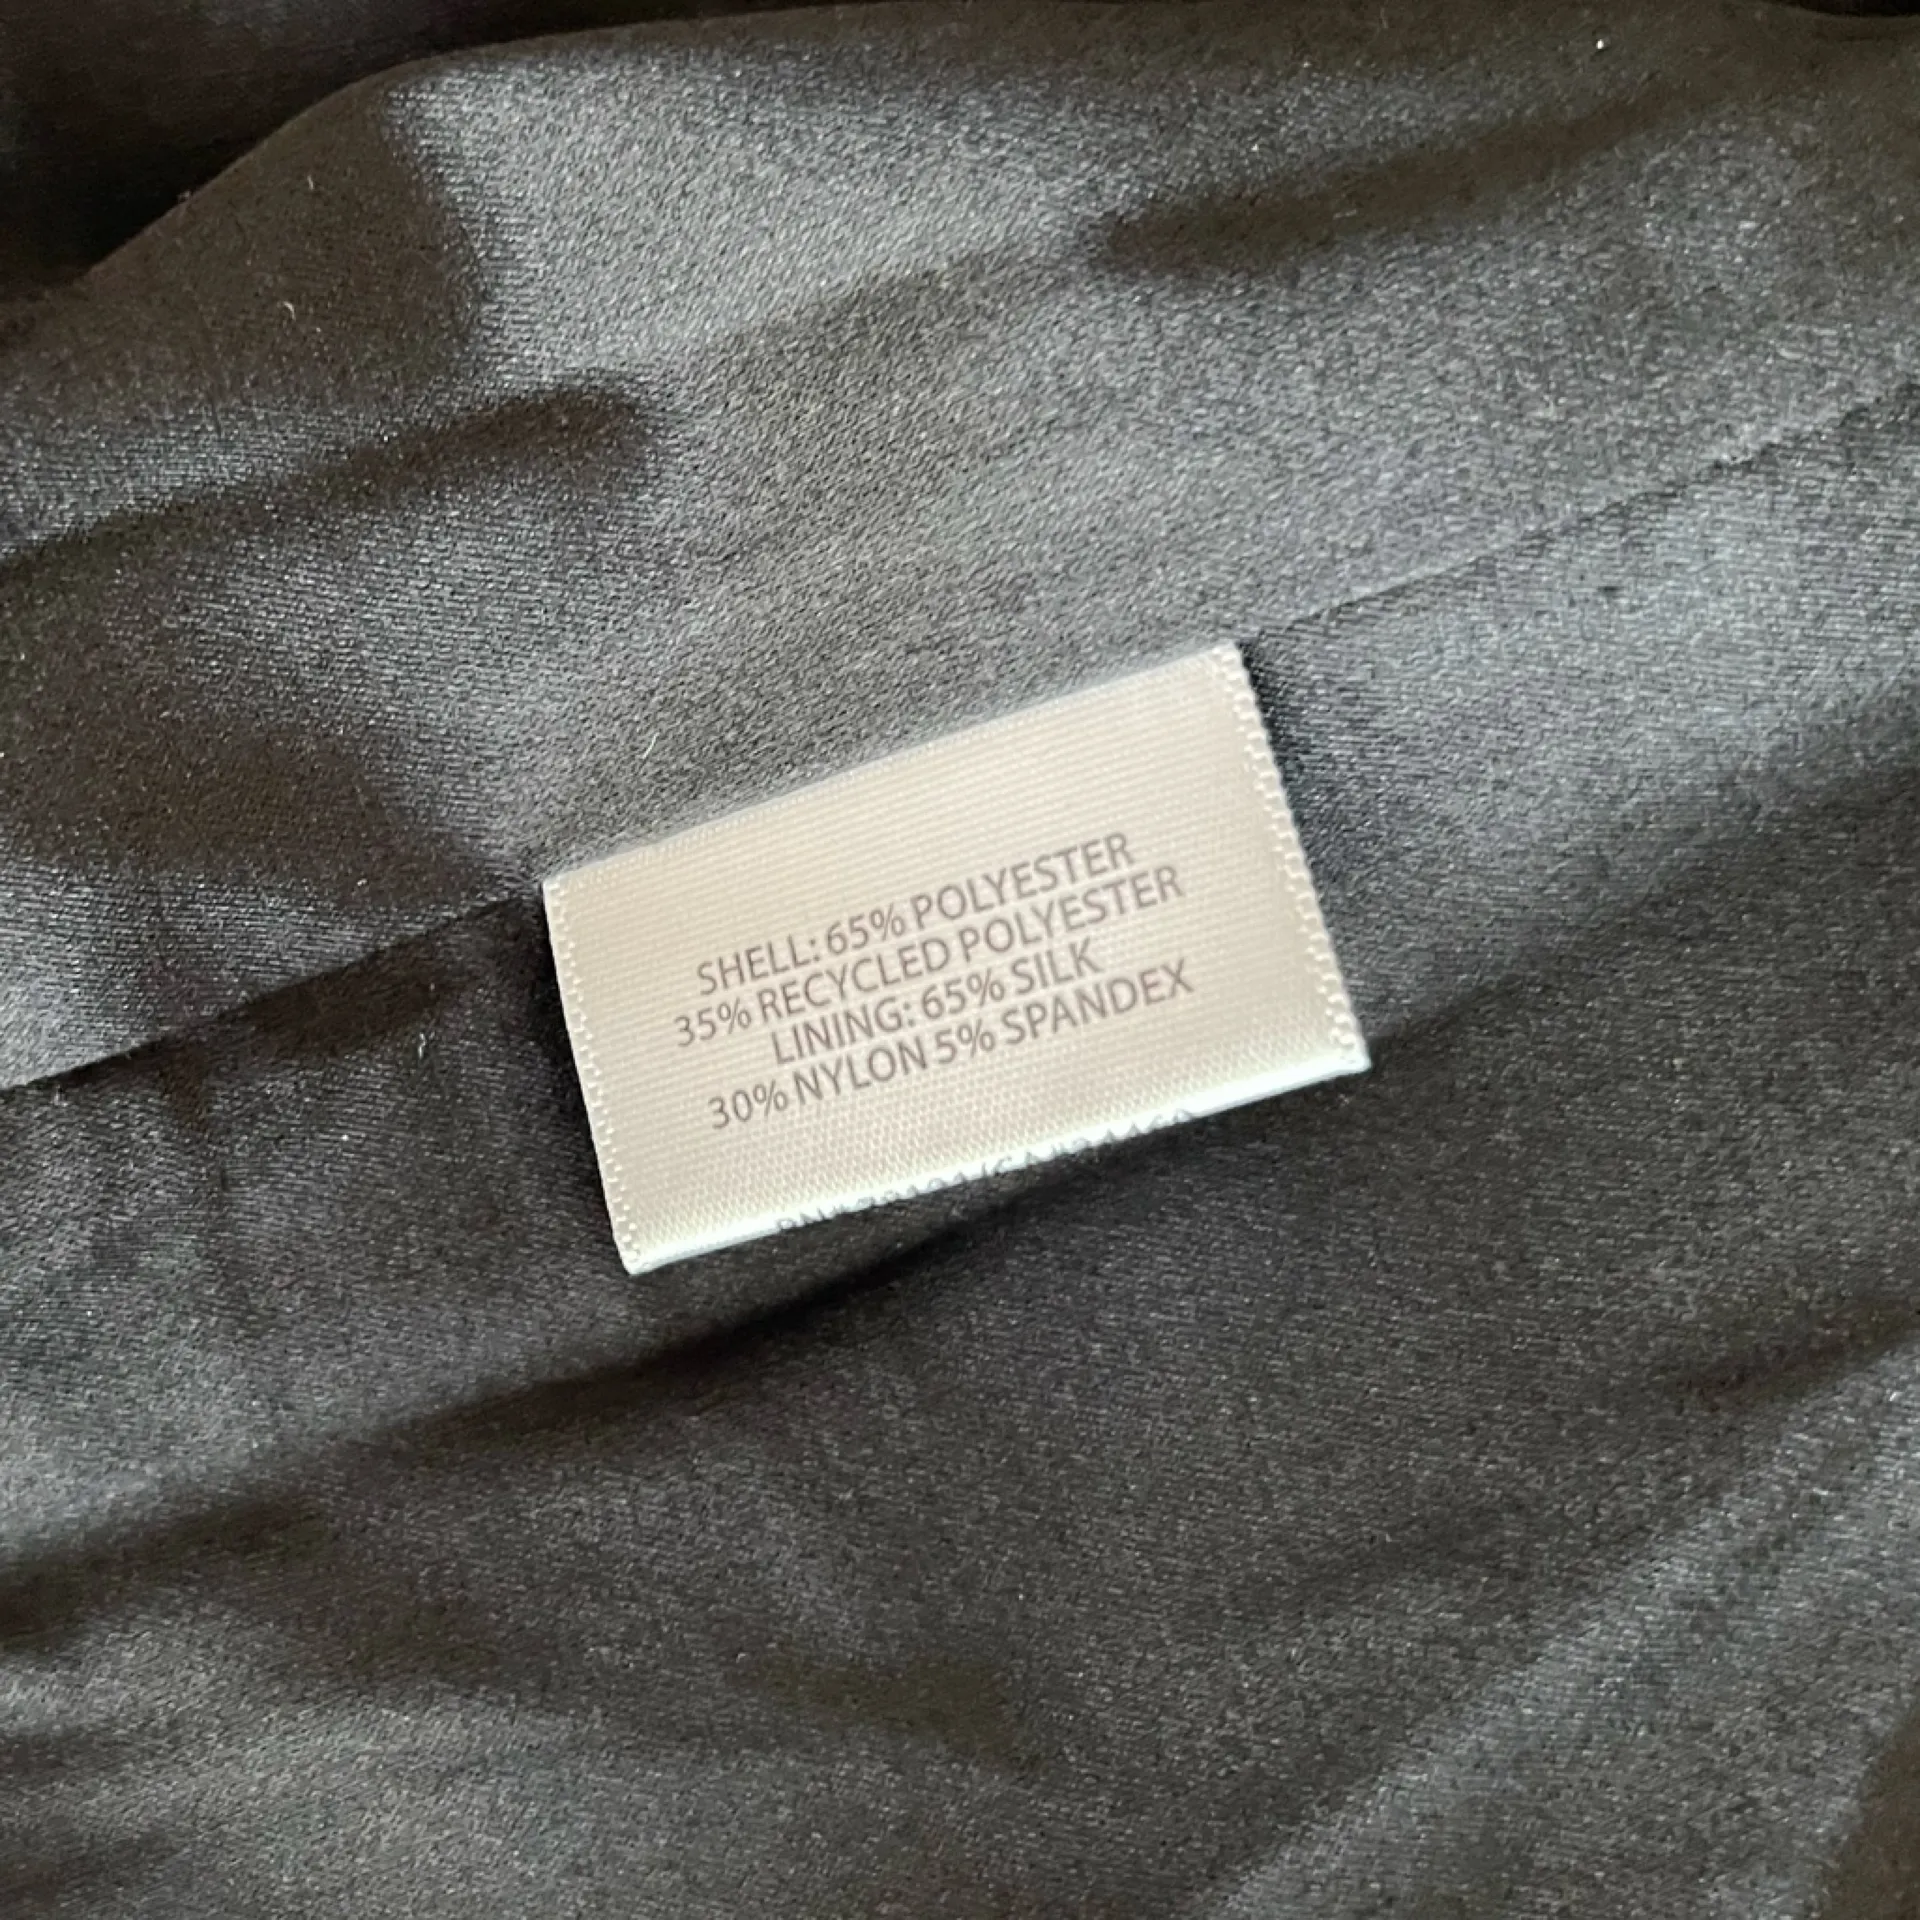 SHELL: 65% POLYESTER
35% RECYCLED POLYESTER
LINING: 65% SILK
30% NYLON 5% SPANDEX